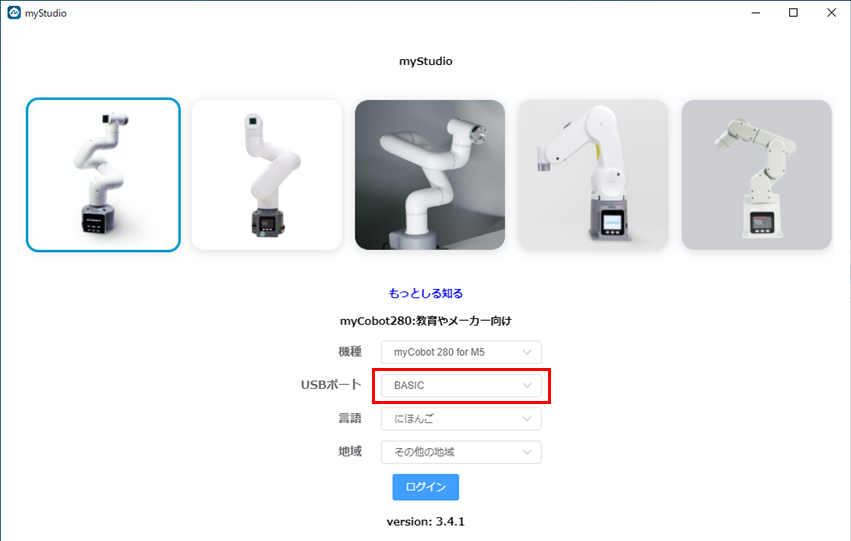 myStudio
myStudio
もっとしる知る
myCobot280:教育やメーカー向け
機種 myCobot 280 for M5
USBポート BASIC
言語 にほんご
地域 その他の地域
ログイン
version: 3.4.1